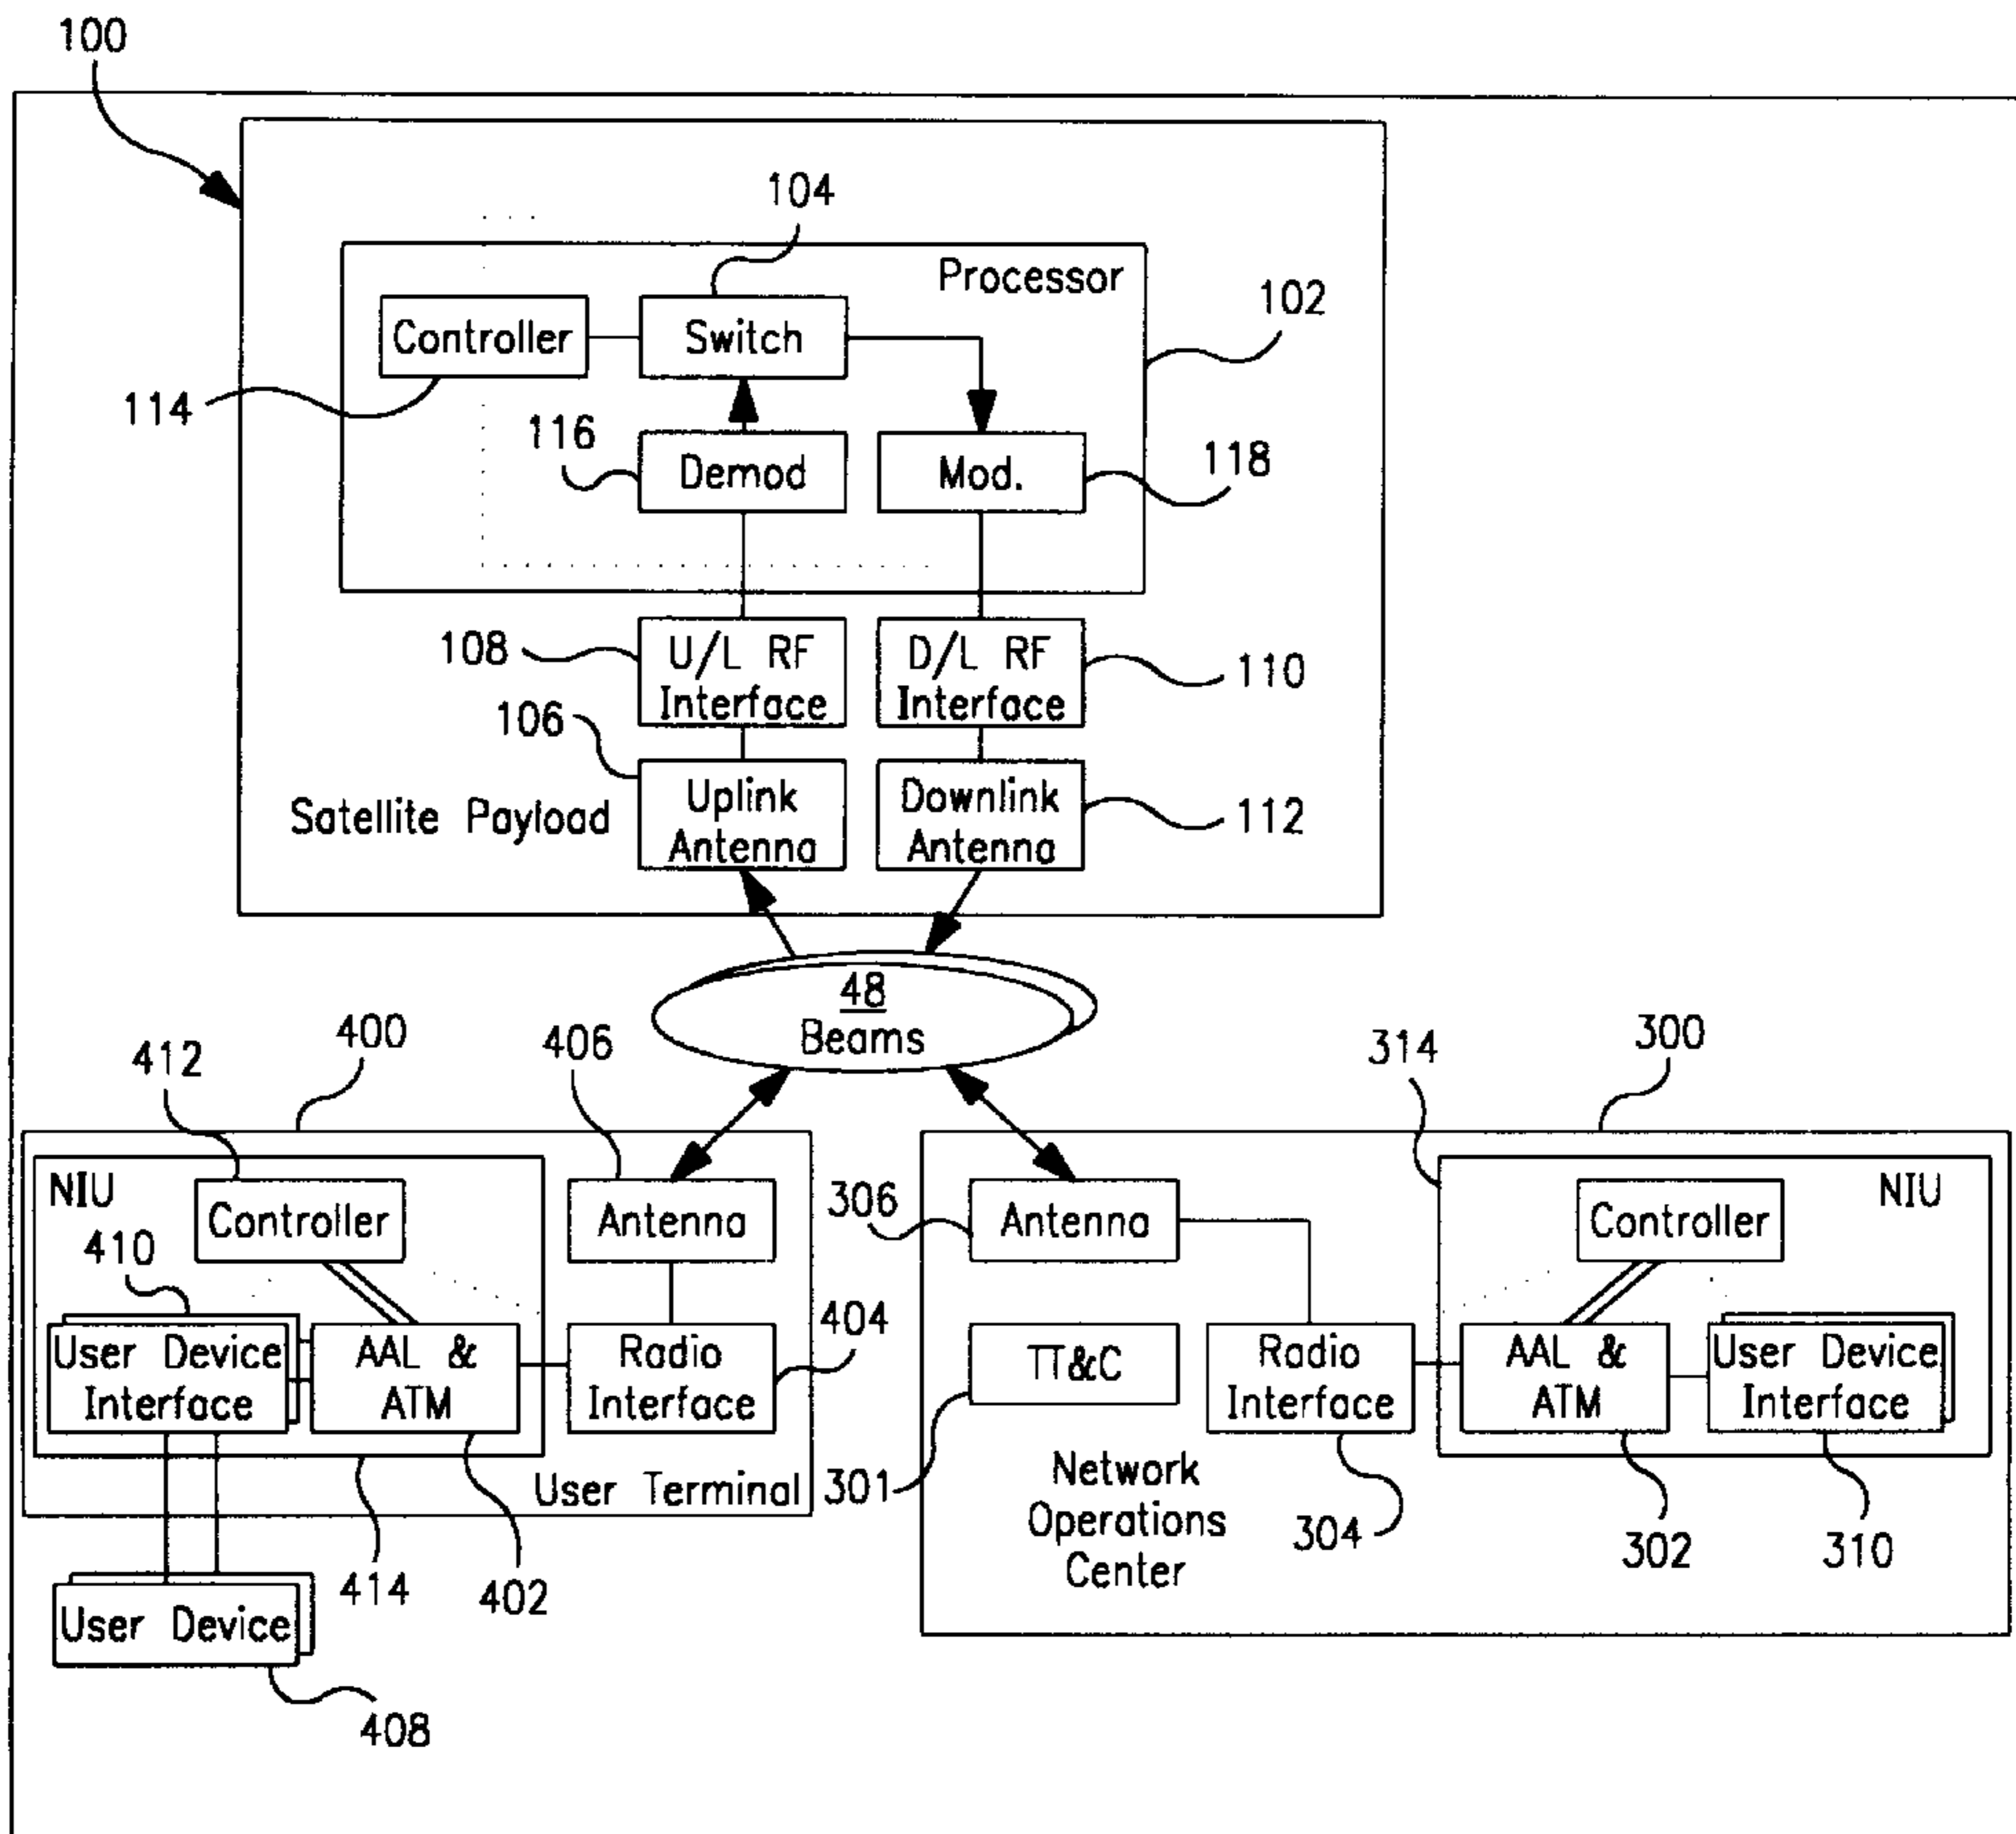 100
104
Processor
102
Controller
Switch
114
116
Demod
Mod.
118
108
U/L RF
Interface
D/L RF
Interface
110
106
Uplink
Antenna
Downlink
Antenna
112
Satellite Payload
48
Beams
400
406
412
314
300
NIU
Controller
Antenna
410
User Device
Interface
AAL &
ATM
Radio
Interface
404
User Terminal
414
402
User Device
408
306
Antenna
NIU
Controller
TT&C
301
Radio
Interface
AAL &
ATM
User Device
Interface
Network
Operations
Center
304
302
310